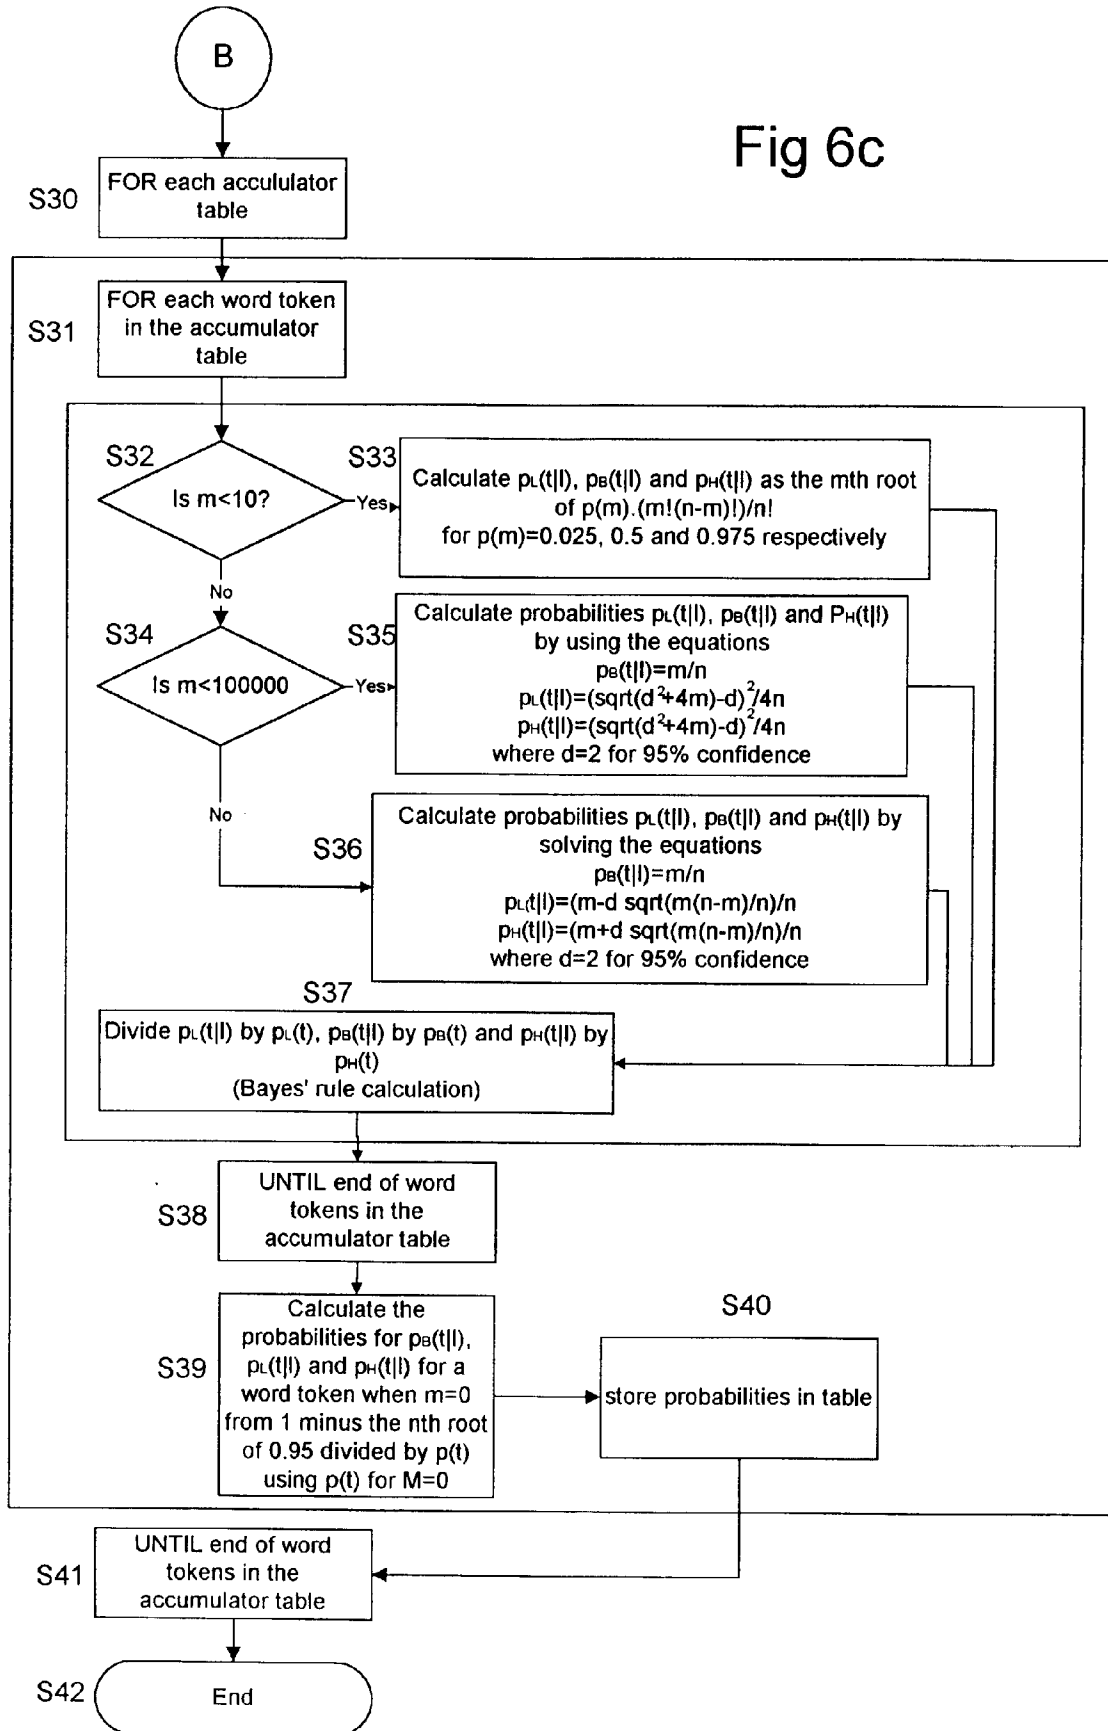 B
Fig 6c
S30
FOR each accululator
table
S31
FOR each word token
in the accumulator
table
S32
Is m<10?
Yes
No
S33
Calculate pL(t|l), pB(t|l) and pH(t|l) as the mth root
of p(m).(m!(n-m)!)/n!
for p(m)=0.025, 0.5 and 0.975 respectively
S34
Is m<100000
Yes
No
S35
Calculate probabilities pL(t|l), pB(t|l) and PH(t|l)
by using the equations
pB(t|l)=m/n
pL(t|l)=(sqrt(d²+4m)-d)²/4n
pH(t|l)=(sqrt(d²+4m)-d)²/4n
where d=2 for 95% confidence
S36
Calculate probabilities pL(t|l), pB(t|l) and pH(t|l) by
solving the equations
pB(t|l)=m/n
pL(t|l)=(m-d sqrt(m(n-m)/n)/n
pH(t|l)=(m+d sqrt(m(n-m)/n)/n
where d=2 for 95% confidence
S37
Divide pL(t|l) by pL(t), pB(t|l) by pB(t) and pH(t|l) by
pH(t)
(Bayes' rule calculation)
S38
UNTIL end of word
tokens in the
accumulator table
S39
Calculate the
probabilities for pB(t|l),
pL(t|l) and pH(t|l) for a
word token when m=0
from 1 minus the nth root
of 0.95 divided by p(t)
using p(t) for M=0
S40
store probabilities in table
S41
UNTIL end of word
tokens in the
accumulator table
S42
End